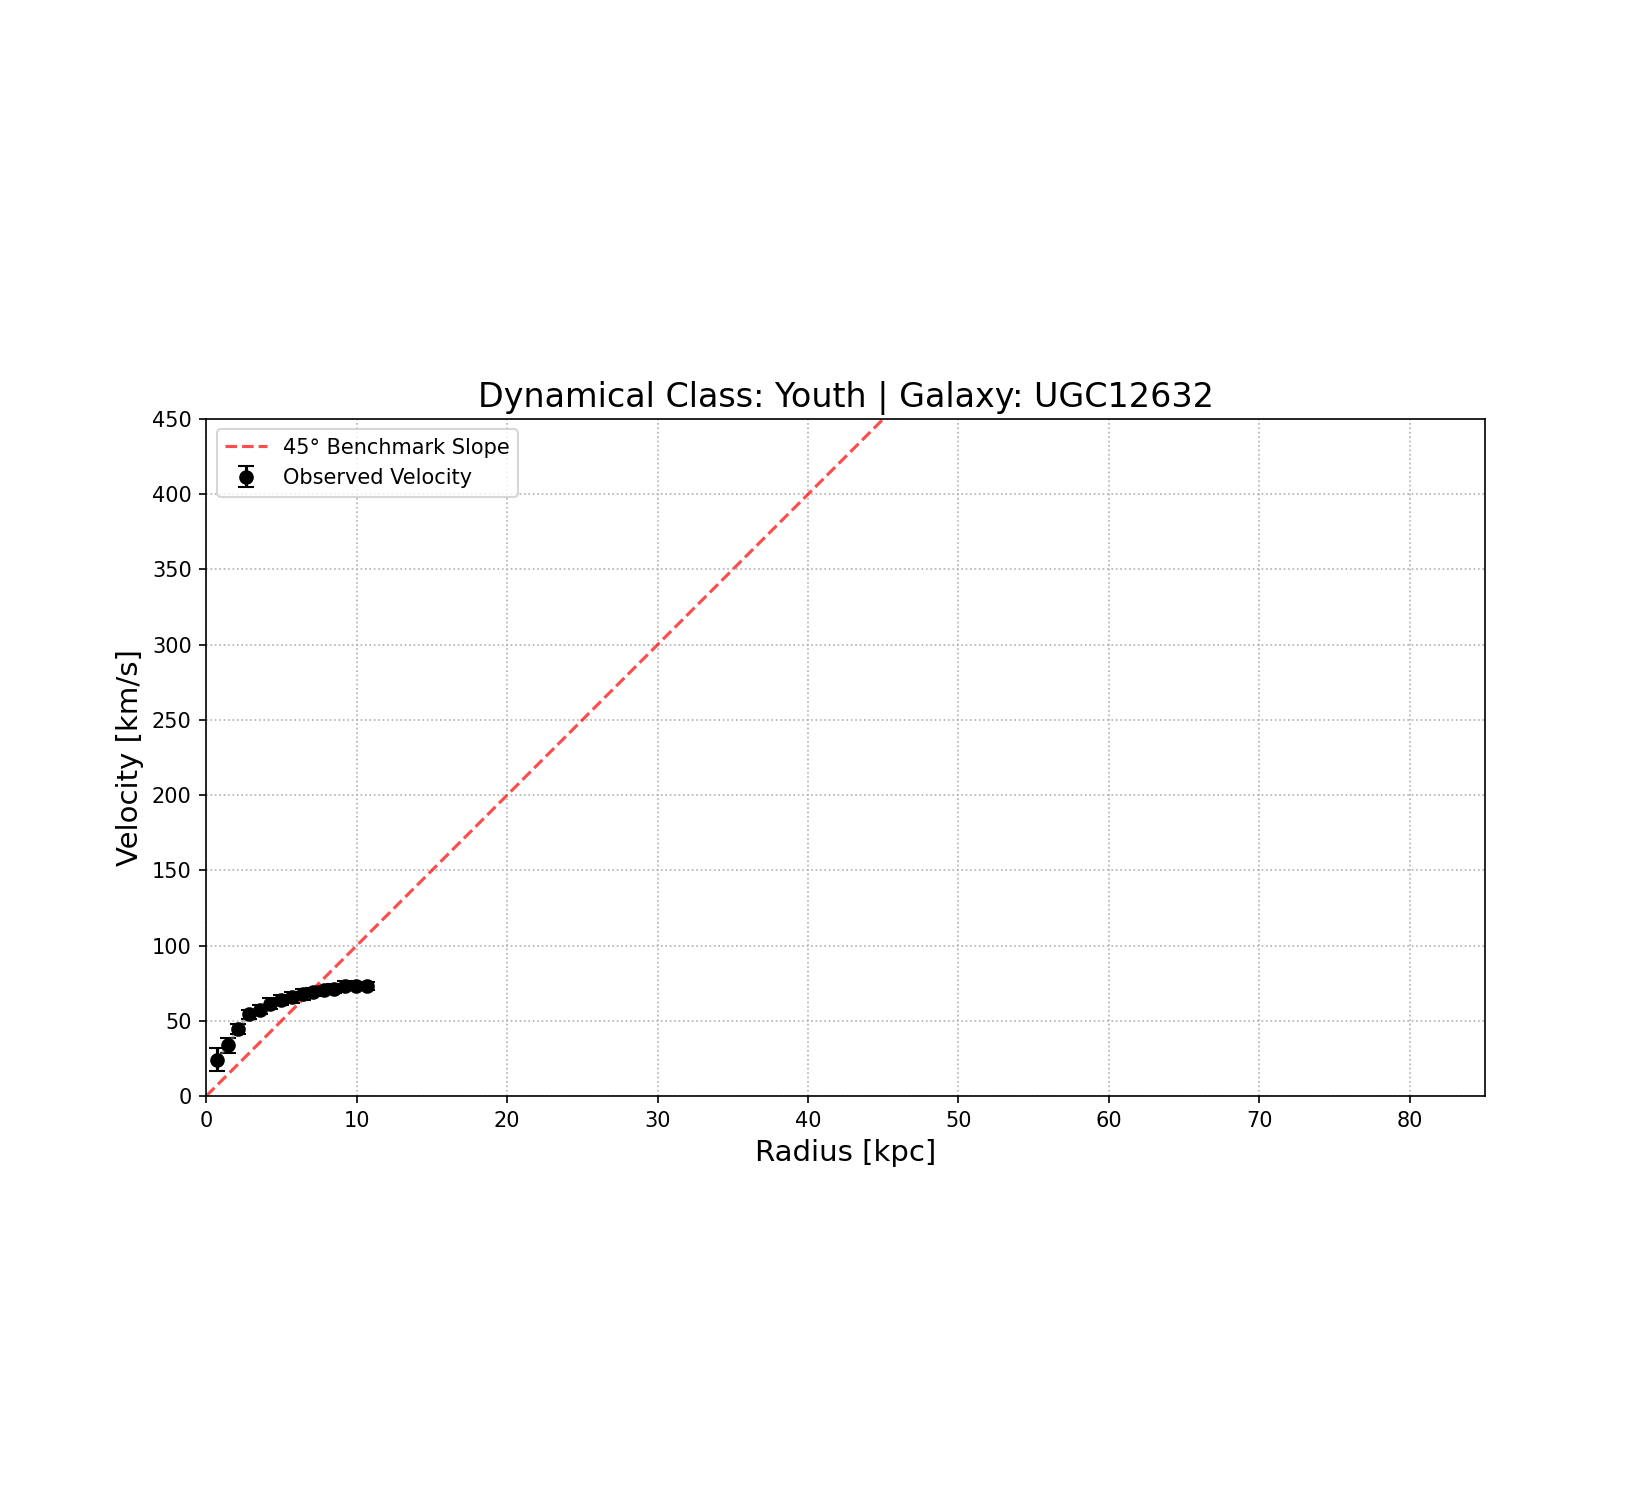 Dynamical Class: Youth | Galaxy: UGC12632
45° Benchmark Slope
Observed Velocity
Velocity [km/s]
450
400
350
300
250
200
150
100
50
0
0 10 20 30 40 50 60 70 80
Radius [kpc]